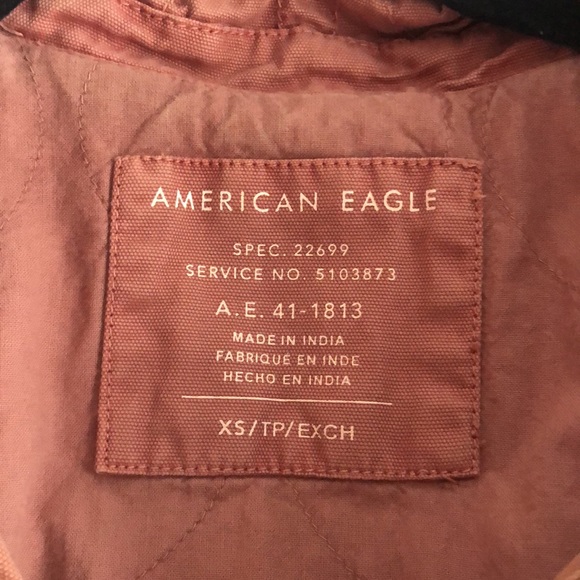 AMERICAN EAGLE
SPEC. 22699
SERVICE NO. 5103873
A.E. 41-1813
MADE IN INDIA
FABRIQUÉ EN INDE
HECHO EN INDIA
XS/TP/EXCH